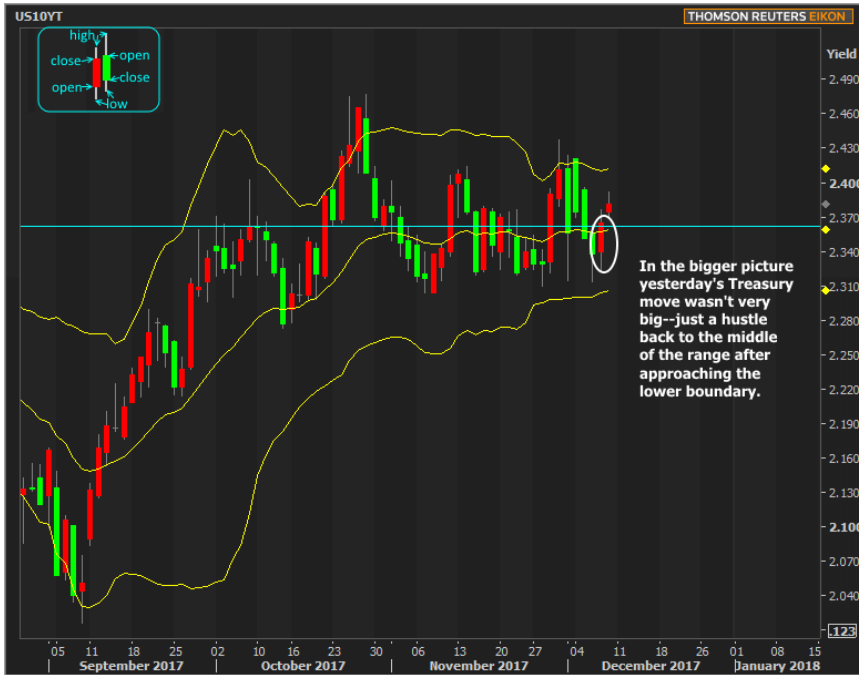 US10YT
THOMSON REUTERS EIKON
high
close
open
open
close
low
Yield
2.490
2.460
2.430
2.400
2.370
2.340
2.310
2.280
2.250
2.220
2.190
2.160
2.130
2.100
2.070
2.040
.123
In the bigger picture
yesterday's Treasury
move wasn't very
big--just a hustle
back to the middle
of the range after
approaching the
lower boundary.
05 11 18 25 02 10 16 23 30 06 13 20 27 04 11 18 26 01 08 15
September 2017 October 2017 November 2017 December 2017 January 2018